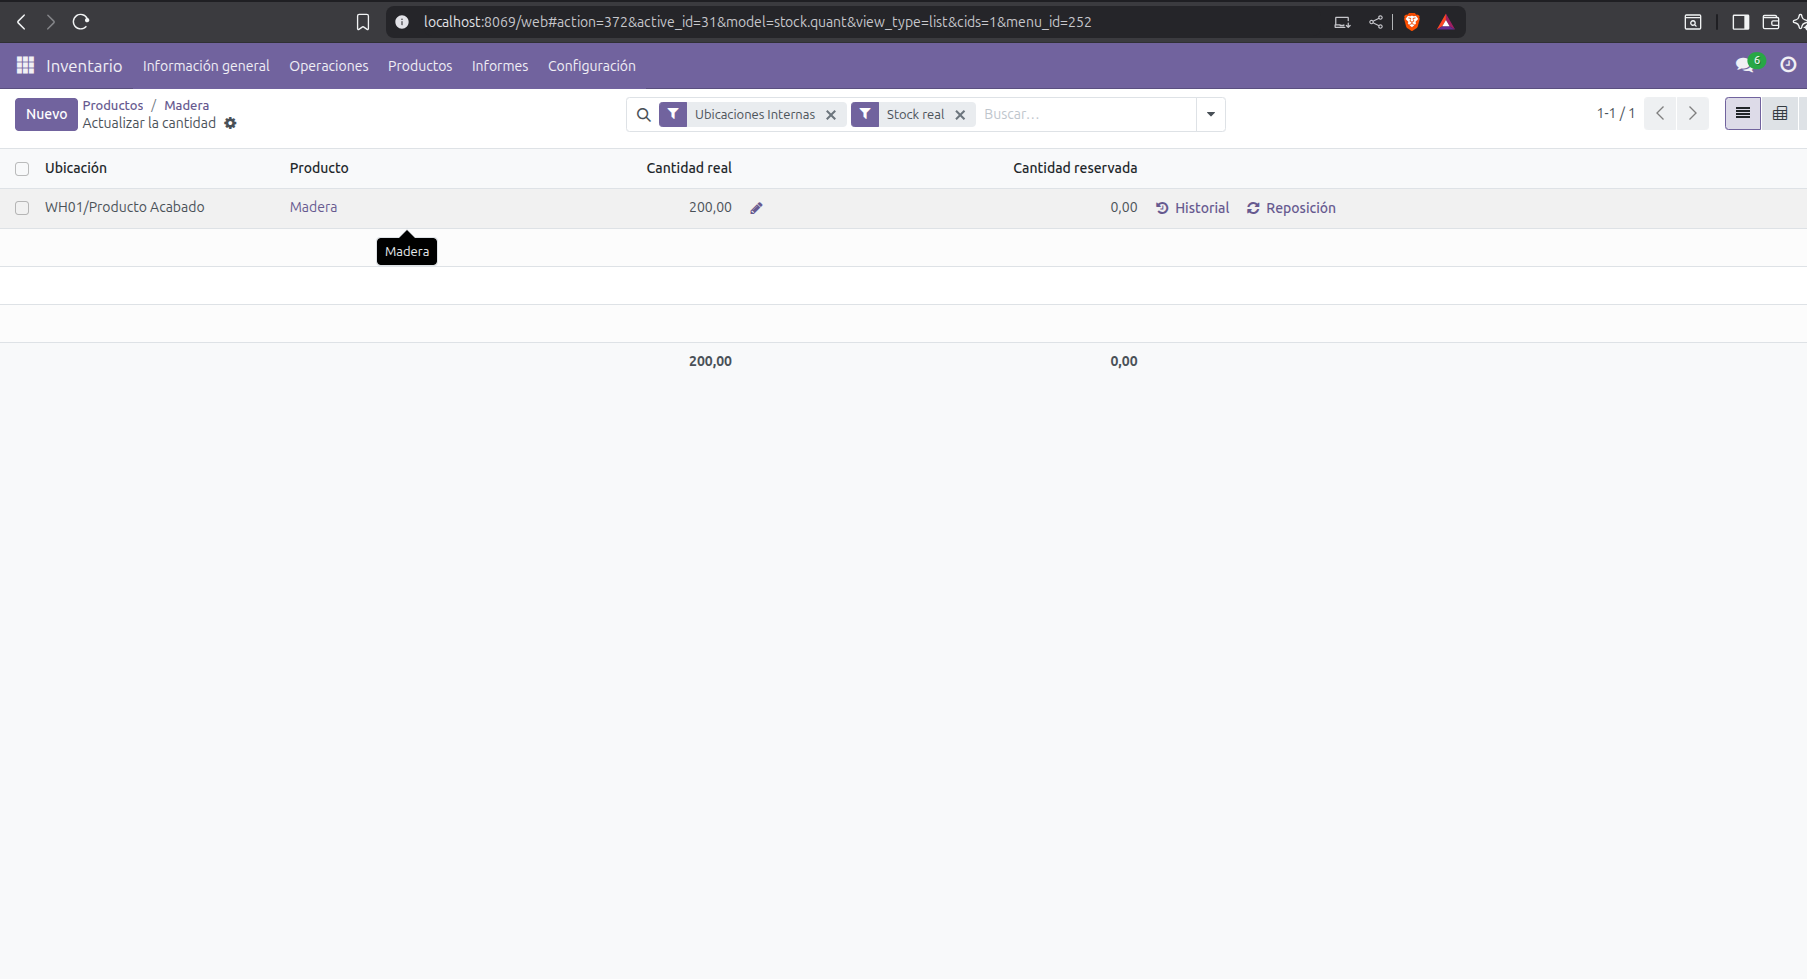 localhost:8069/web#action=372&active_id=31&model=stock.quant&view_type=list&cids=1&menu_id=252
Inventario Información general Operaciones Productos Informes Configuración 6
Nuevo Productos / Madera
Actualizar la cantidad
Ubicaciones Internas Stock real Buscar... 1-1 / 1
Ubicación Producto Cantidad real Cantidad reservada
WH01/Producto Acabado Madera 200,00 0,00 Historial Reposición
Madera
200,00 0,00